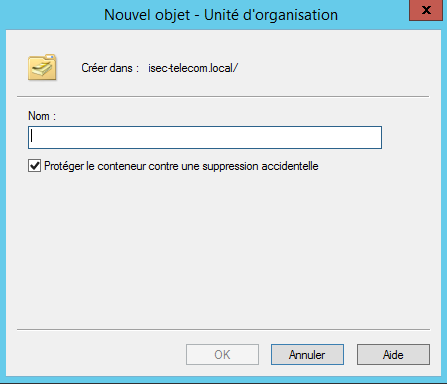 Nouvel objet - Unité d'organisation
x
Créer dans : isec-telecom.local/
Nom :
Protéger le conteneur contre une suppression accidentelle
OK Annuler Aide